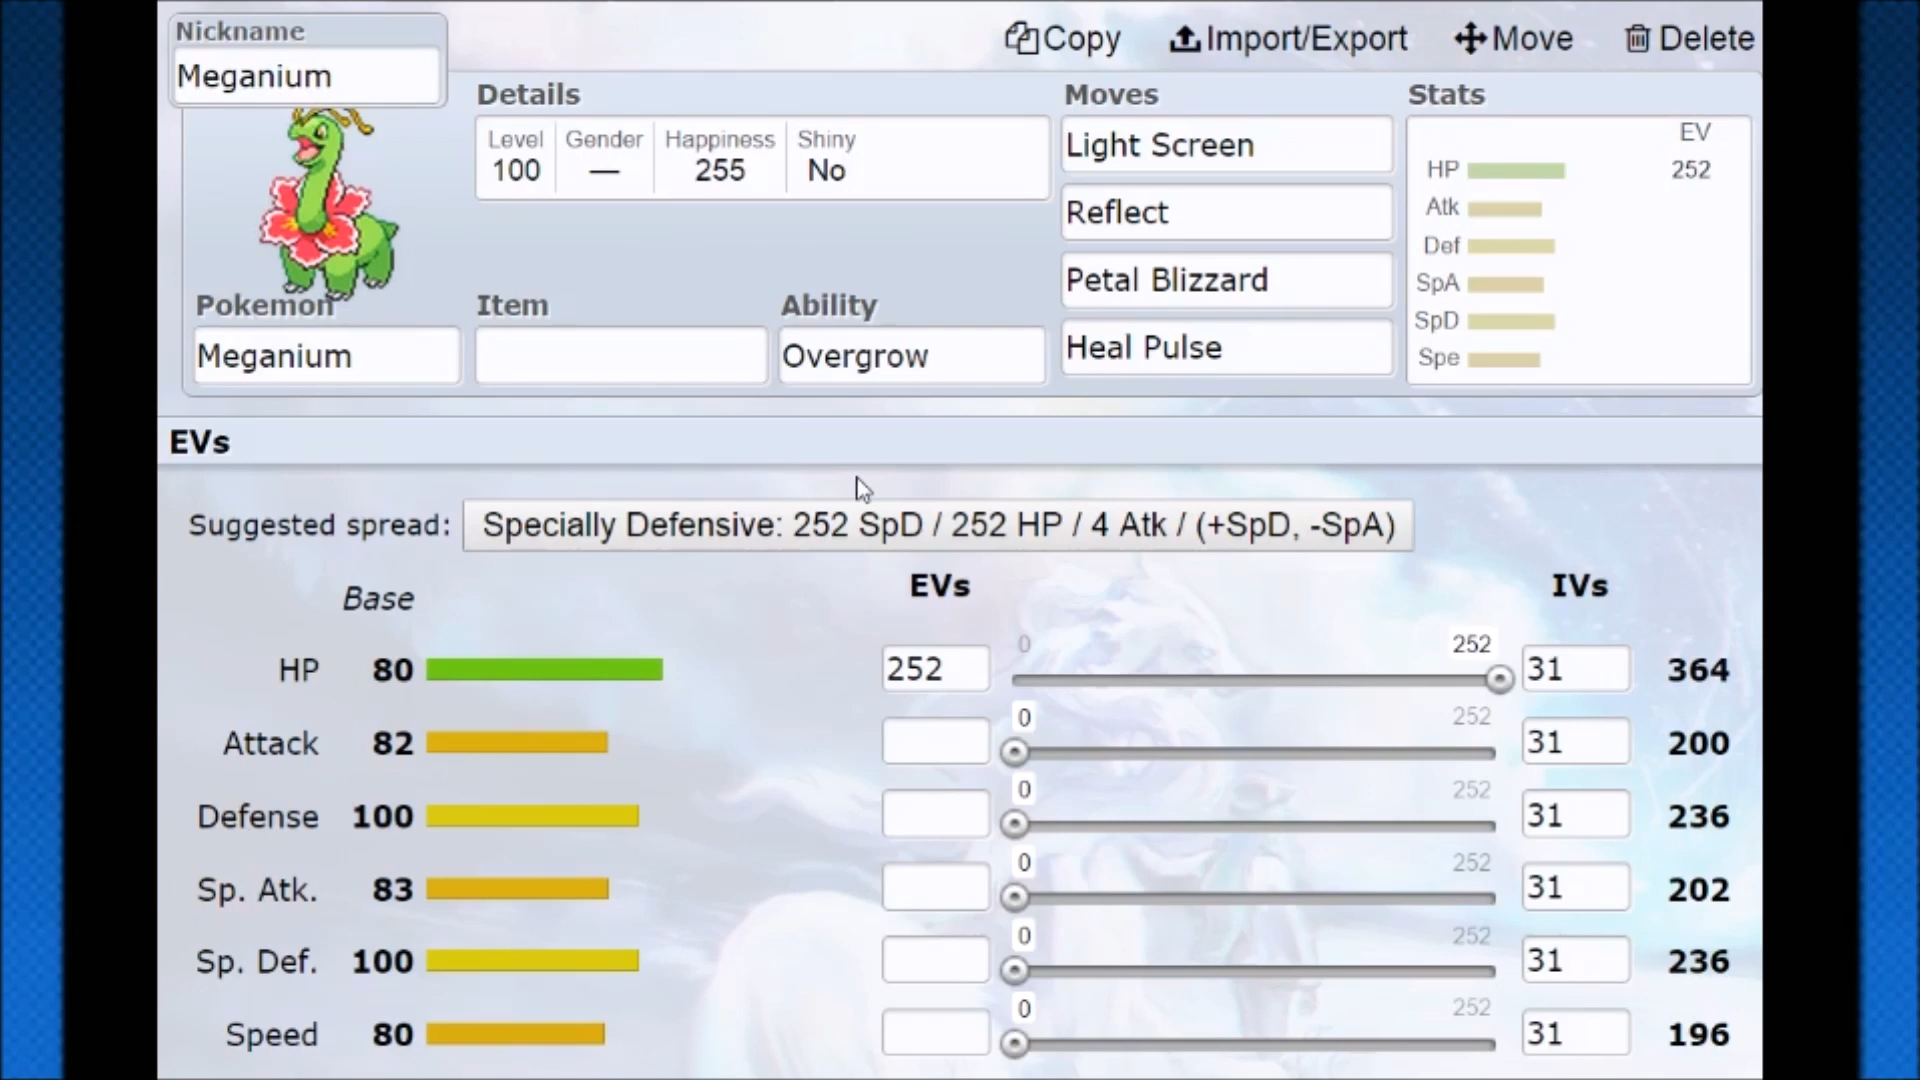 Nickname
Meganium
Copy Import/Export Move Delete
Details
Level Gender Happiness Shiny
100 — 255 No
Pokemon
Meganium
Item
Ability
Overgrow
Moves
Light Screen
Reflect
Petal Blizzard
Heal Pulse
Stats
EV
HP 252
Atk
Def
SpA
SpD
Spe
EVs
Suggested spread: Specially Defensive: 252 SpD / 252 HP / 4 Atk / (+SpD, -SpA)
Base EVs IVs
HP 80 252 0 252 31 364
Attack 82 0 252 31 200
Defense 100 0 252 31 236
Sp. Atk. 83 0 252 31 202
Sp. Def. 100 0 252 31 236
Speed 80 0 252 31 196